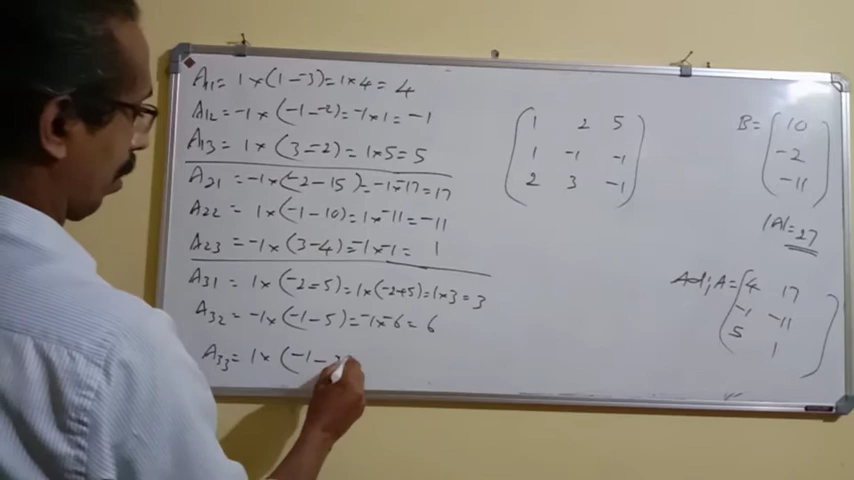 A11 = 1 × (1 - -3) = 1 × 4 = 4
A12 = -1 × (-1 - -2) = -1 × 1 = -1
A13 = 1 × (3 - -2) = 1 × 5 = 5
A21 = -1 × (-2 - 15) = -1 × -17 = 17
A22 = 1 × (-1 - 10) = 1 × -11 = -11
A23 = -1 × (3 - 4) = -1 × -1 = 1
A31 = 1 × (-2 - -5) = 1 × (-2+5) = 1 × 3 = 3
A32 = -1 × (-1 - 5) = -1 × -6 = 6
A33 = 1 × (-1 -
1 2 5
1 -1 -1
2 3 -1
B = 10
-2
-11
|A| = 27
Adj A = 4 17
-1 -11
5 1